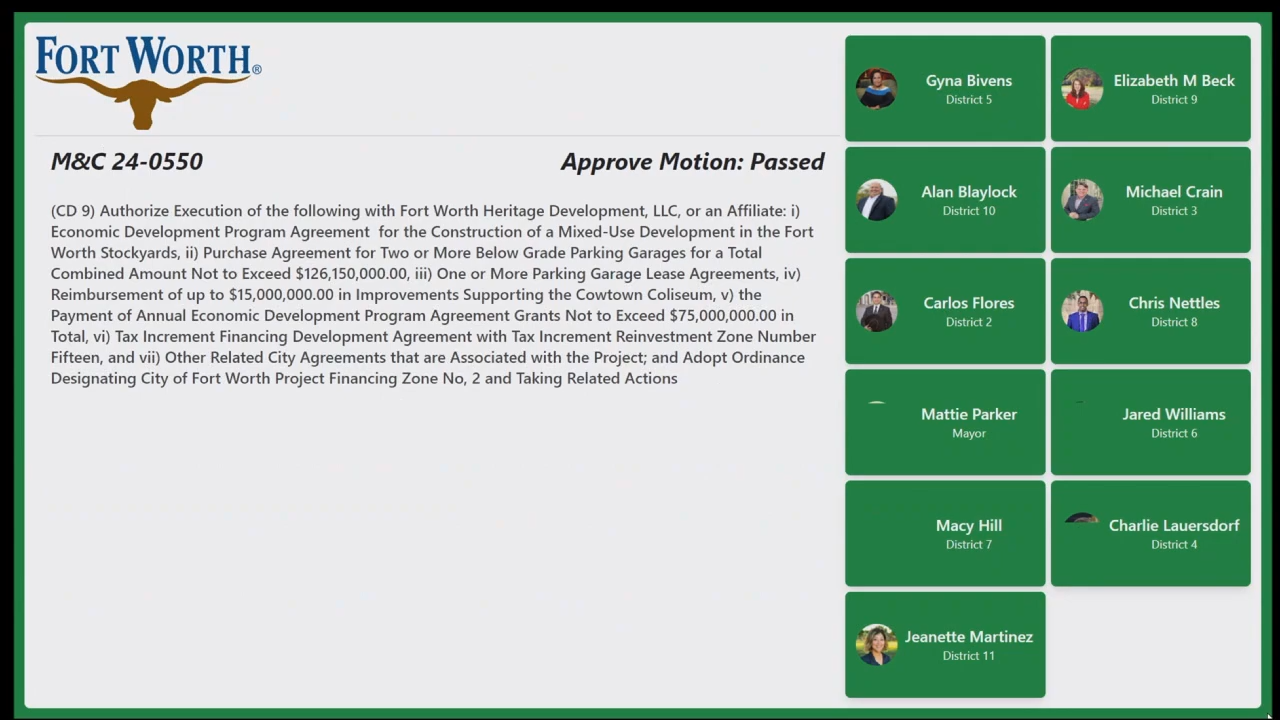 FORT WORTH®
M&C 24-0550
Approve Motion: Passed
(CD 9) Authorize Execution of the following with Fort Worth Heritage Development, LLC, or an Affiliate: i)
Economic Development Program Agreement  for the Construction of a Mixed-Use Development in the Fort
Worth Stockyards, ii) Purchase Agreement for Two or More Below Grade Parking Garages for a Total
Combined Amount Not to Exceed $126,150,000.00, iii) One or More Parking Garage Lease Agreements, iv)
Reimbursement of up to $15,000,000.00 in Improvements Supporting the Cowtown Coliseum, v) the
Payment of Annual Economic Development Program Agreement Grants Not to Exceed $75,000,000.00 in
Total, vi) Tax Increment Financing Development Agreement with Tax Increment Reinvestment Zone Number
Fifteen, and vii) Other Related City Agreements that are Associated with the Project; and Adopt Ordinance
Designating City of Fort Worth Project Financing Zone No, 2 and Taking Related Actions
Gyna Bivens
District 5
Elizabeth M Beck
District 9
Alan Blaylock
District 10
Michael Crain
District 3
Carlos Flores
District 2
Chris Nettles
District 8
Mattie Parker
Mayor
Jared Williams
District 6
Macy Hill
District 7
Charlie Lauersdorf
District 4
Jeanette Martinez
District 11